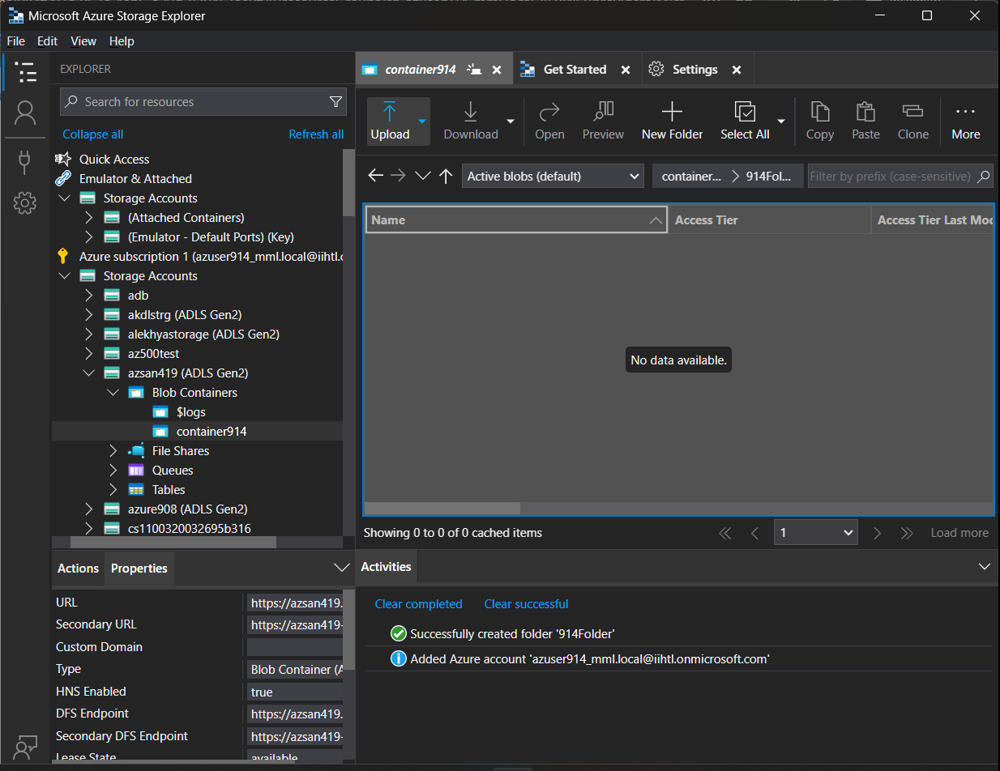 Microsoft Azure Storage Explorer
File Edit View Help
EXPLORER
Search for resources
Collapse all Refresh all
Quick Access
Emulator & Attached
Storage Accounts
(Attached Containers)
(Emulator - Default Ports) (Key)
Azure subscription 1 (azuser914_mml.local@iihtl.c
Storage Accounts
adb
akdlstrg (ADLS Gen2)
alekhyastorage (ADLS Gen2)
az500test
azsan419 (ADLS Gen2)
Blob Containers
$logs
container914
File Shares
Queues
Tables
azure908 (ADLS Gen2)
cs1100320032695b316
Actions Properties
URL https://azsan419.
Secondary URL https://azsan419-
Custom Domain
Type Blob Container (A
HNS Enabled true
DFS Endpoint https://azsan419.
Secondary DFS Endpoint https://azsan419-
Lease State available
container914 Get Started Settings
Upload Download Open Preview New Folder Select All Copy Paste Clone More
Active blobs (default) container... 914Fol... Filter by prefix (case-sensitive)
Name Access Tier Access Tier Last Mod
No data available.
Showing 0 to 0 of 0 cached items 1 Load more
Activities
Clear completed Clear successful
Successfully created folder '914Folder'
Added Azure account 'azuser914_mml.local@iihtl.onmicrosoft.com'